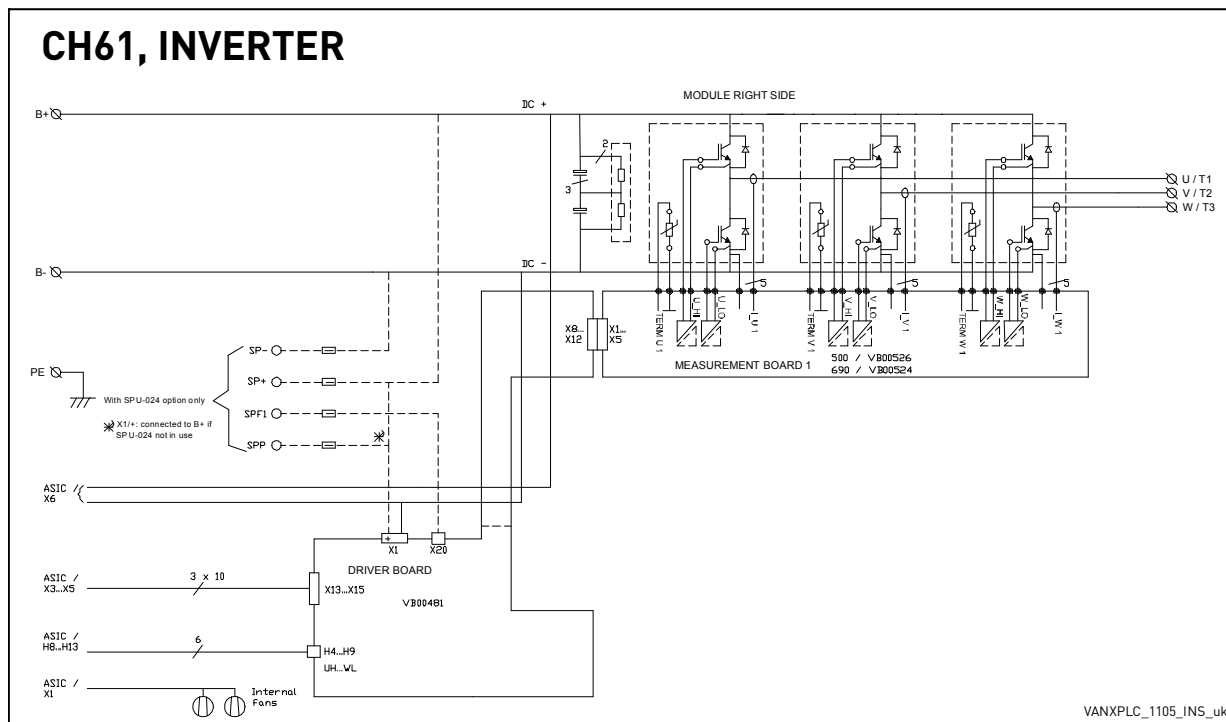 CH61, INVERTER
MODULE RIGHT SIDE
DC +
B+
2
3
U / T1
V / T2
W / T3
B-
DC -
5
5
5
TERM U 1
U_HI
U_LO
I_U 1
TERM V 1
V_HI
V_LO
I_V 1
TERM W 1
W_HI
W_LO
I_W 1
X8...
X12
X1...
X5
MEASUREMENT BOARD 1
500 / VB00526
690 / VB00524
SP-
PE
SP+
With SPU-024 option only
SPF1
X1/+: connected to B+ if
SPU-024 not in use
SPP
ASIC /
X6
+
X1
X20
DRIVER BOARD
ASIC /
X3...X5
3 x 10
X13...X15
VB00481
ASIC /
H8...H13
6
H4...H9
UH...WL
ASIC /
X1
Internal
fans
VANXPLC_1105_INS_uk